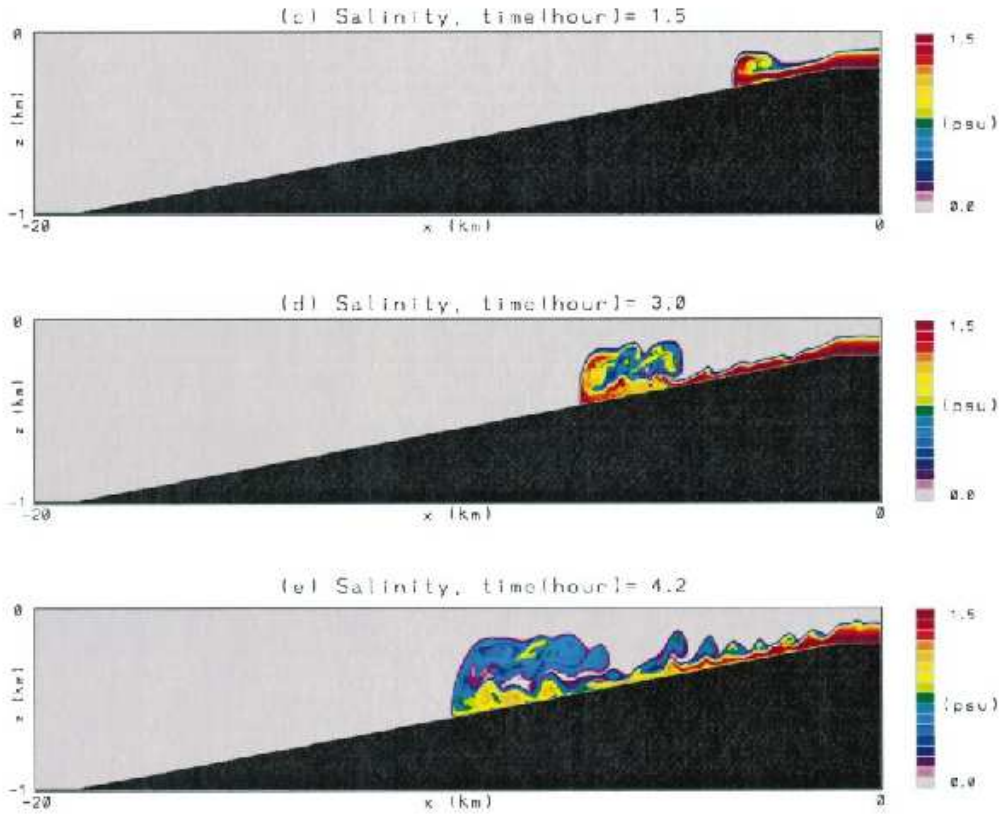 (c) Salinity, time(hour)= 1.5
0
z (km)
-1
-20
x (km)
0
1.5
(psu)
0.0
(d) Salinity, time(hour)= 3.0
0
z (km)
-1
-20
x (km)
0
1.5
(psu)
0.0
(e) Salinity, time(hour)= 4.2
0
z (km)
-1
-20
x (km)
0
1.5
(psu)
0.0